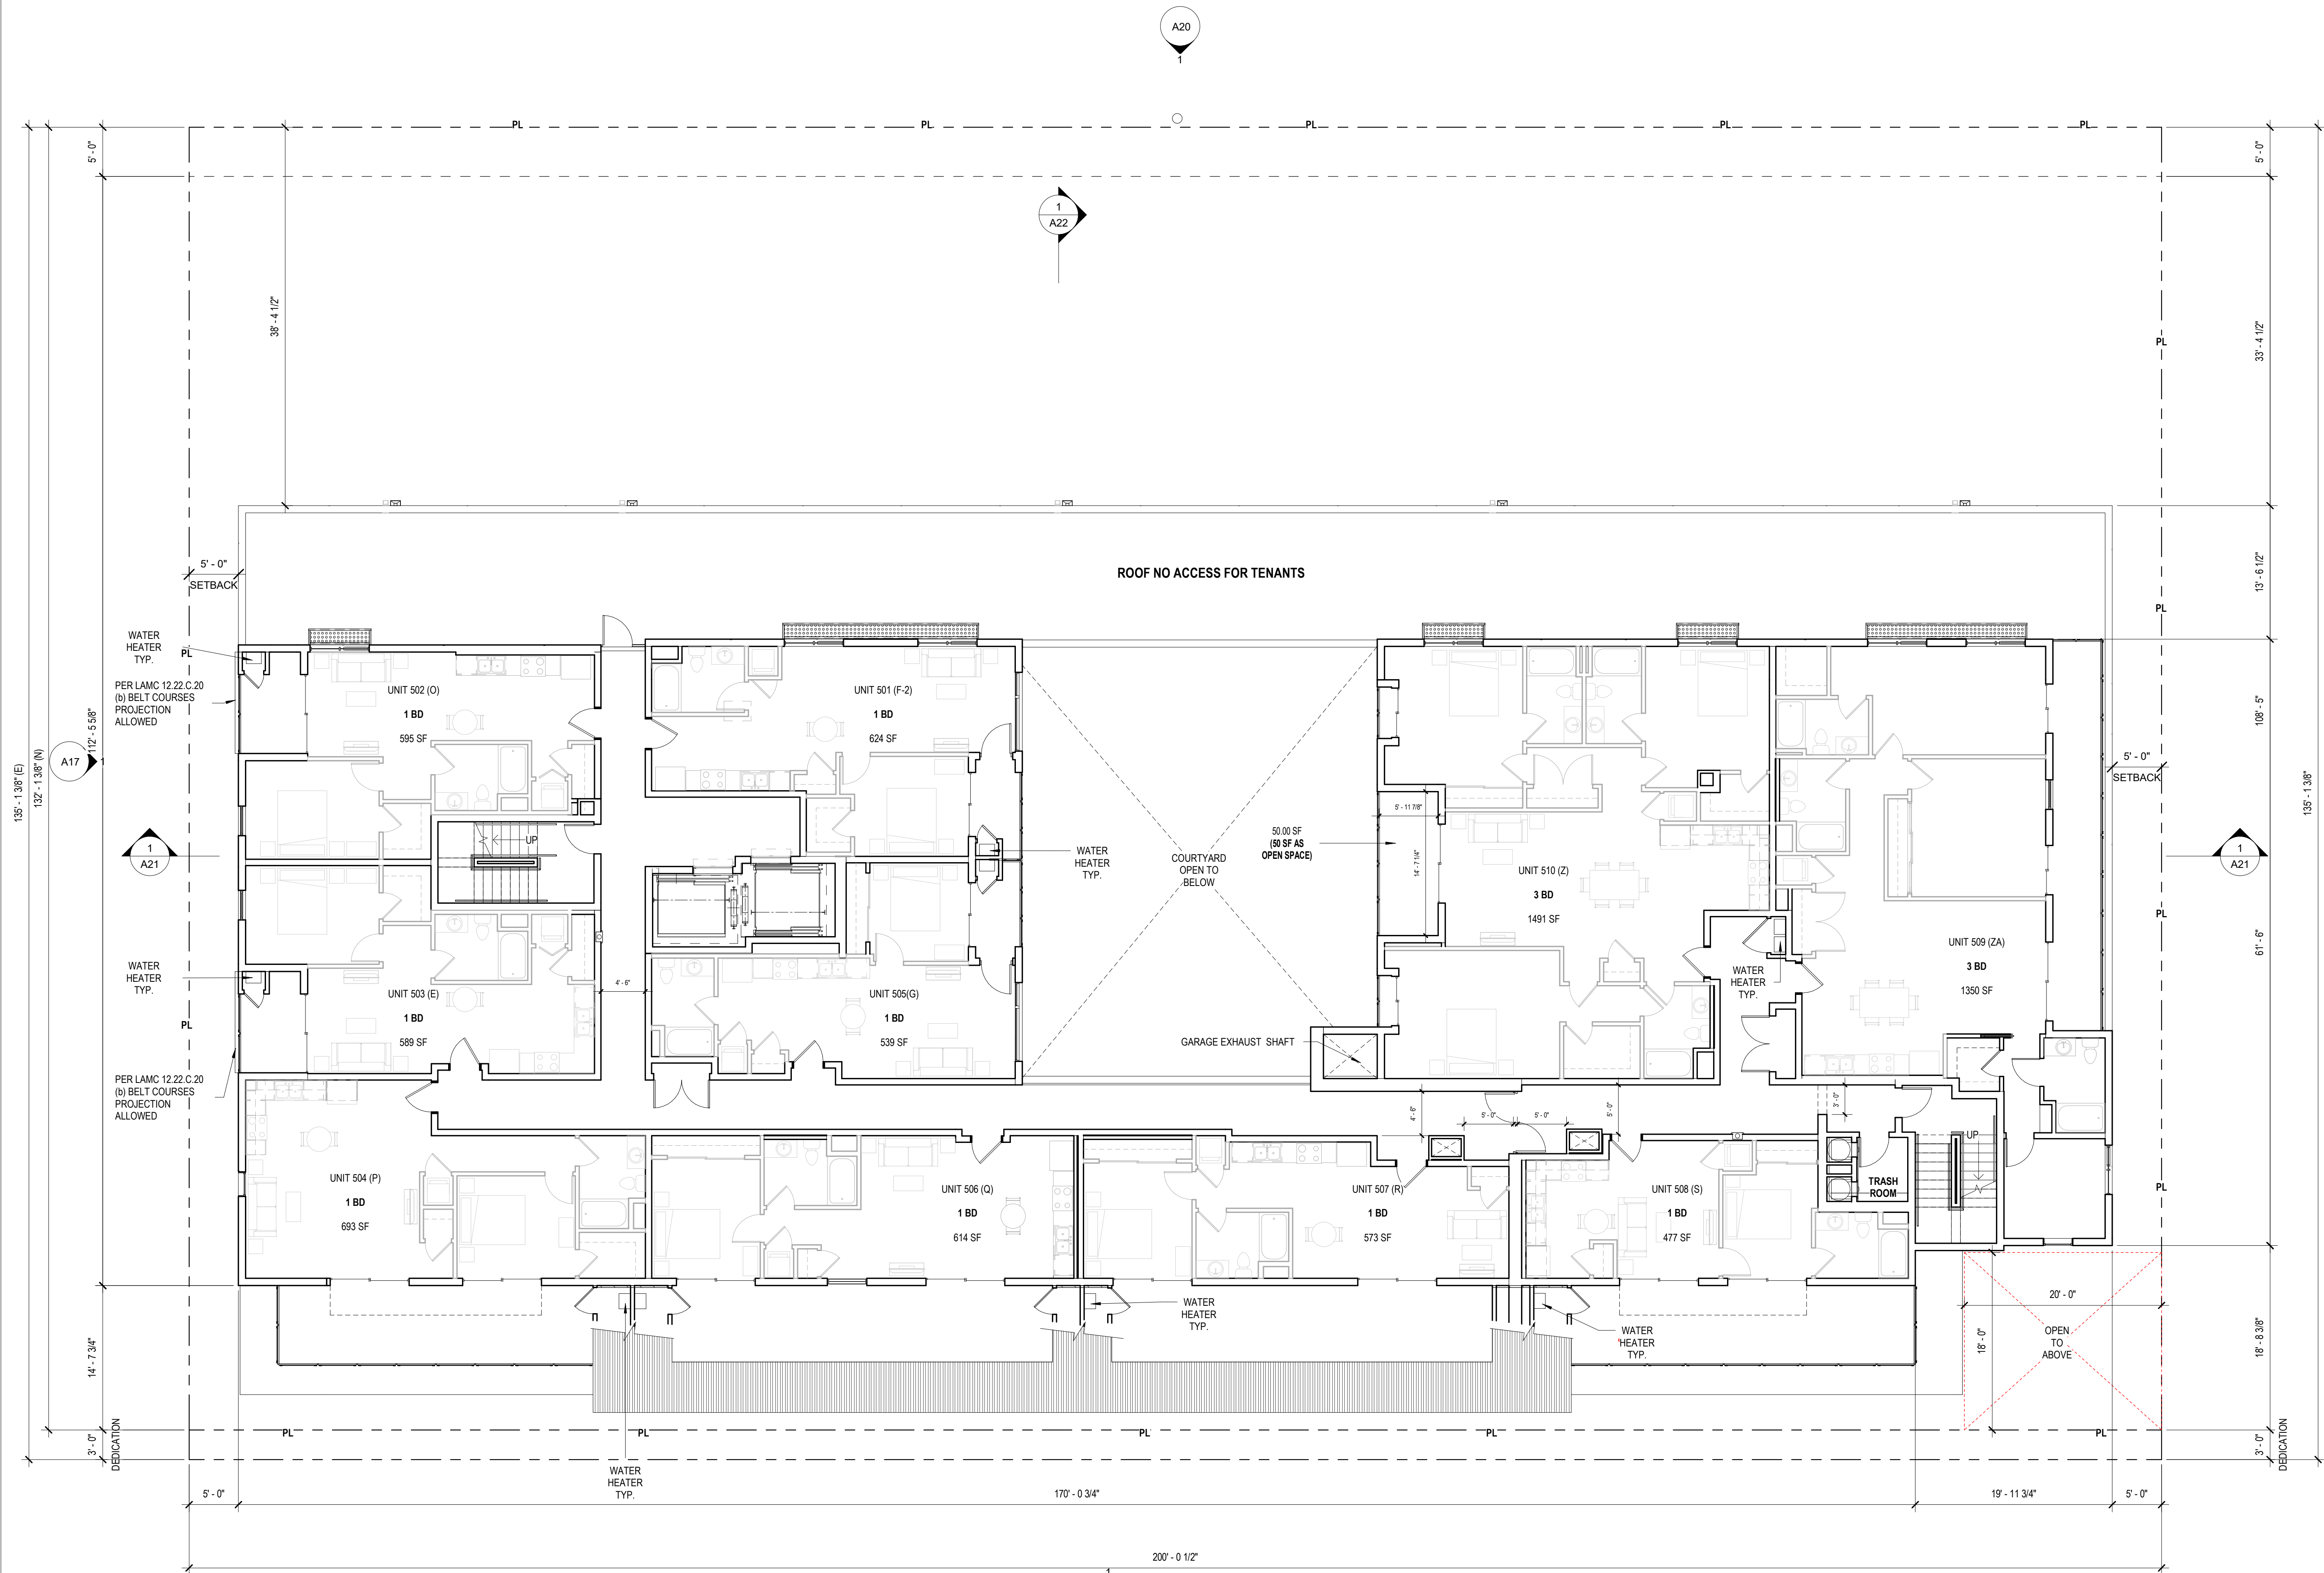 A20
1
PL
PL
PL
PL
PL
5' - 0"
5' - 0"
1
A22
38' - 4 1/2"
33' - 4 1/2"
PL
ROOF NO ACCESS FOR TENANTS
5' - 0"
SETBACK
13' - 6 1/2"
PL
WATER
HEATER
TYP.
PL
PER LAMC 12.22.C.20
(b) BELT COURSES
PROJECTION
ALLOWED
UNIT 502 (O)
1 BD
595 SF
UNIT 501 (F-2)
1 BD
624 SF
108' - 5"
112' - 5 5/8"
132' - 1 3/8" (N)
135' - 1 3/8" (E)
A17
1
5' - 0"
SETBACK
135' - 1 3/8"
1
A21
UP
WATER
HEATER
TYP.
COURTYARD
OPEN TO
BELOW
50.00 SF
(50 SF AS
OPEN SPACE)
5' - 11 7/8"
14' - 7 1/4"
UNIT 510 (Z)
3 BD
1491 SF
1
A21
PL
UNIT 509 (ZA)
3 BD
1350 SF
61' - 6"
WATER
HEATER
TYP.
UNIT 503 (E)
1 BD
589 SF
4' - 6"
UNIT 505(G)
1 BD
539 SF
WATER
HEATER
TYP.
PL
GARAGE EXHAUST SHAFT
PER LAMC 12.22.C.20
(b) BELT COURSES
PROJECTION
ALLOWED
4' - 6"
5' - 0"
5' - 0"
5' - 0"
3' - 0"
UP
UNIT 504 (P)
1 BD
693 SF
UNIT 506 (Q)
1 BD
614 SF
UNIT 507 (R)
1 BD
573 SF
UNIT 508 (S)
1 BD
477 SF
TRASH
ROOM
PL
WATER
HEATER
TYP.
WATER
HEATER
TYP.
20' - 0"
18' - 0"
OPEN
TO
ABOVE
14' - 7 3/4"
18' - 8 3/8"
PL
PL
PL
PL
PL
3' - 0"
DEDICATION
3' - 0"
DEDICATION
WATER
HEATER
TYP.
5' - 0"
170' - 0 3/4"
19' - 11 3/4"
5' - 0"
200' - 0 1/2"
1